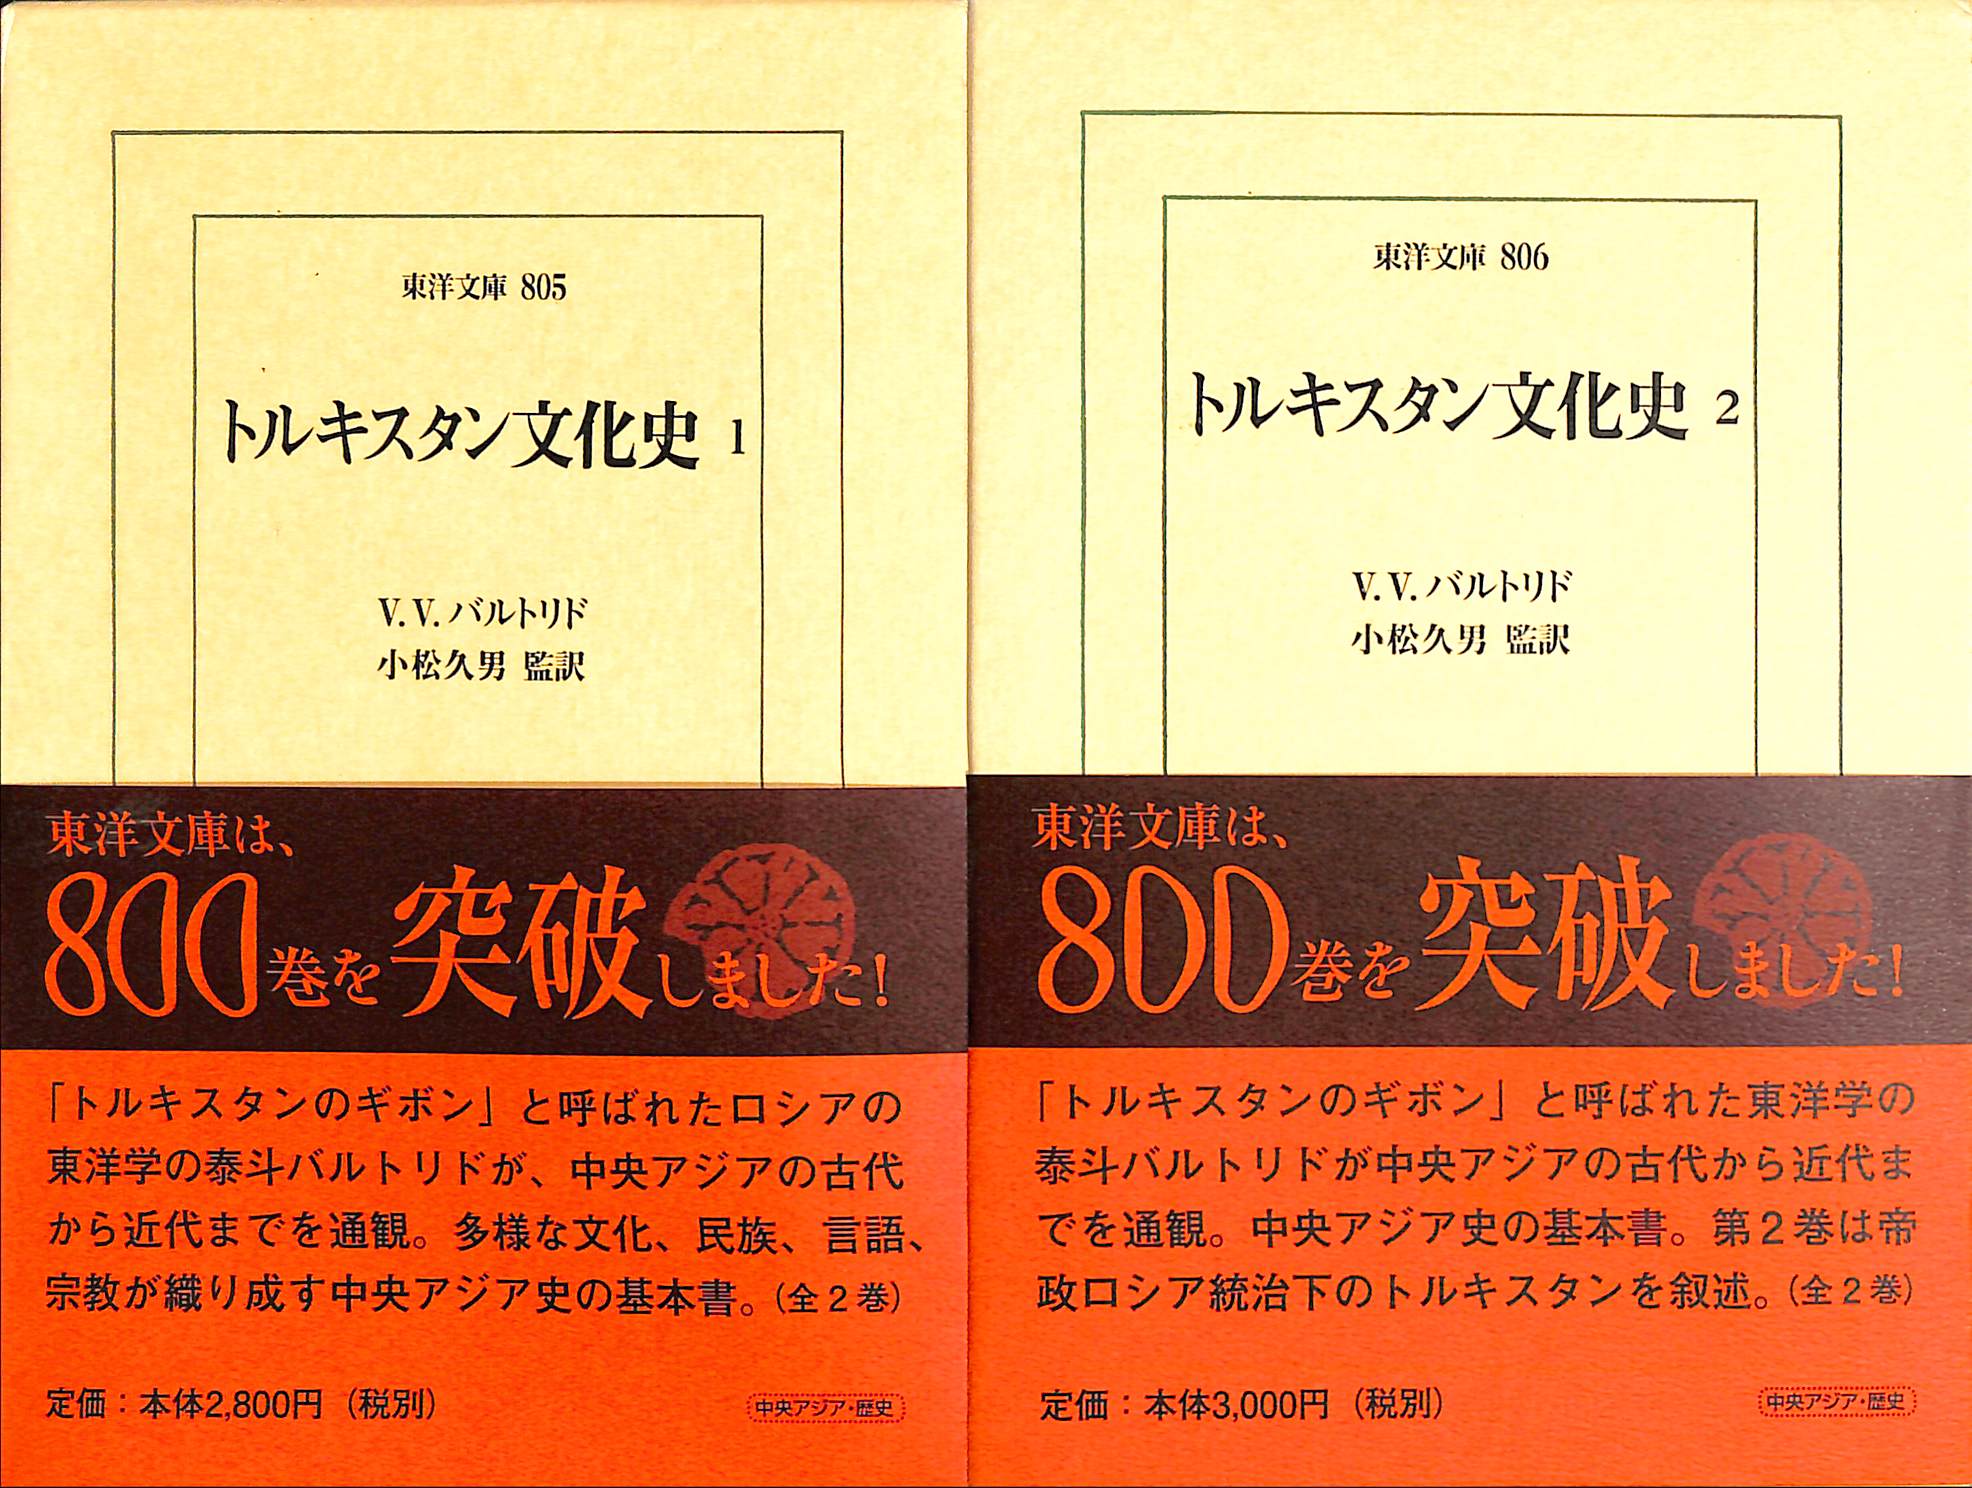 東洋文庫 805
トルキスタン文化史 1
V.V.バルトリド
小松久男 監訳
東洋文庫は、
800巻を突破しました!
「トルキスタンのギボン」と呼ばれたロシアの
東洋学の泰斗バルトリドが、中央アジアの古代
から近代までを通観。多様な文化、民族、言語、
宗教が織り成す中央アジア史の基本書。(全2巻)
定価:本体2,800円(税別)
中央アジア・歴史
東洋文庫 806
トルキスタン文化史 2
V.V.バルトリド
小松久男 監訳
東洋文庫は、
800巻を突破しました!
「トルキスタンのギボン」と呼ばれた東洋学の
泰斗バルトリドが中央アジアの古代から近代ま
でを通観。中央アジア史の基本書。第2巻は帝
政ロシア統治下のトルキスタンを叙述。(全2巻)
定価:本体3,000円(税別)
中央アジア・歴史